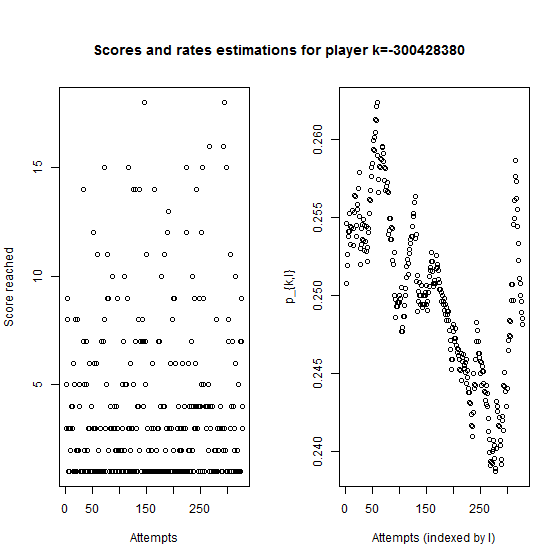 Scores and rates estimations for player k=-300428380
Score reached
15
10
5
0 50 150 250
Attempts
p_{k,l}
0.260
0.255
0.250
0.245
0.240
0 50 150 250
Attempts (indexed by l)